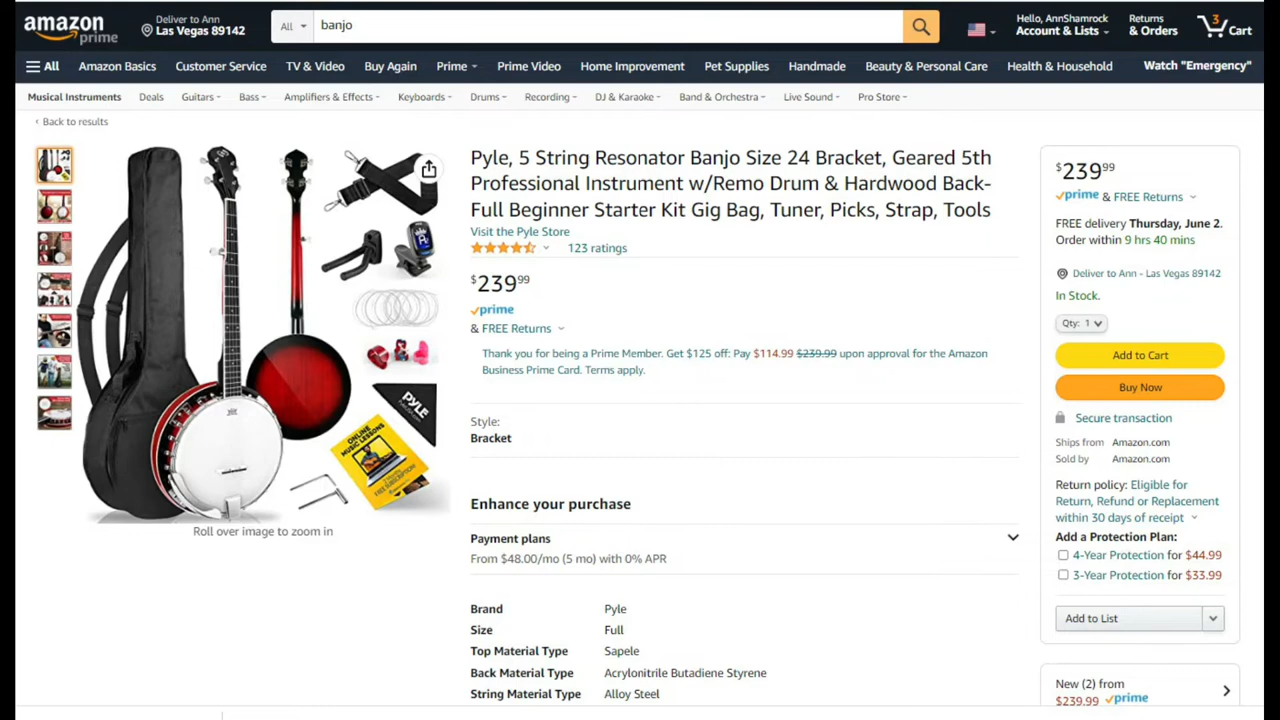 amazon
prime
Deliver to Ann
Las Vegas 89142
All
banjo
Hello, AnnShamrock
Account & Lists
Returns
& Orders
3
Cart
All
Amazon Basics
Customer Service
TV & Video
Buy Again
Prime
Prime Video
Home Improvement
Pet Supplies
Handmade
Beauty & Personal Care
Health & Household
Watch "Emergency"
Musical Instruments
Deals
Guitars
Bass
Amplifiers & Effects
Keyboards
Drums
Recording
DJ & Karaoke
Band & Orchestra
Live Sound
Pro Store
‹ Back to results
PYLE
ONLINE
MUSIC LESSONS
FREE SUBSCRIPTION
Roll over image to zoom in
Pyle, 5 String Resonator Banjo Size 24 Bracket, Geared 5th
Professional Instrument w/Remo Drum & Hardwood Back-
Full Beginner Starter Kit Gig Bag, Tuner, Picks, Strap, Tools
Visit the Pyle Store
123 ratings
$239 99
prime
& FREE Returns
Thank you for being a Prime Member. Get $125 off: Pay $114.99 $239.99 upon approval for the Amazon
Business Prime Card. Terms apply.
Style:
Bracket
Enhance your purchase
Payment plans
From $48.00/mo (5 mo) with 0% APR
Brand Pyle
Size Full
Top Material Type Sapele
Back Material Type Acrylonitrile Butadiene Styrene
String Material Type Alloy Steel
$239 99
prime & FREE Returns
FREE delivery Thursday, June 2.
Order within 9 hrs 40 mins
Deliver to Ann - Las Vegas 89142
In Stock.
Qty: 1
Add to Cart
Buy Now
Secure transaction
Ships from Amazon.com
Sold by Amazon.com
Return policy: Eligible for
Return, Refund or Replacement
within 30 days of receipt
Add a Protection Plan:
4-Year Protection for $44.99
3-Year Protection for $33.99
Add to List
New (2) from
$239.99 prime